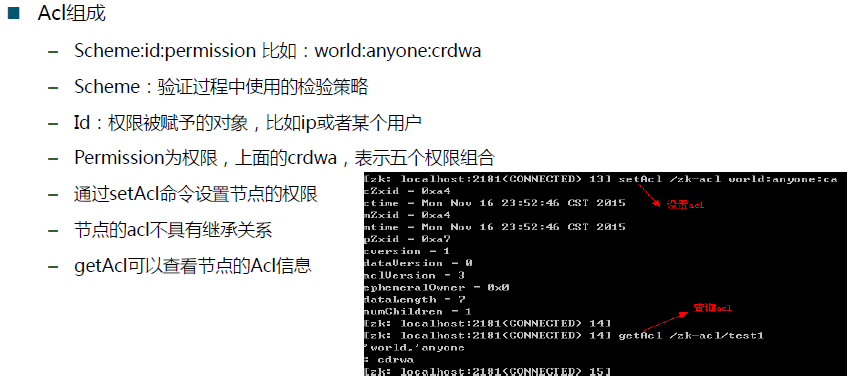 Acl组成
– Scheme:id:permission 比如：world:anyone:crdwa
– Scheme：验证过程中使用的检验策略
– Id：权限被赋予的对象，比如ip或者某个用户
– Permission为权限，上面的crdwa，表示五个权限组合
– 通过setAcl命令设置节点的权限
– 节点的acl不具有继承关系
– getAcl可以查看节点的Acl信息
[zk: localhost:2181(CONNECTED) 13] setAcl /zk-acl world:anyone:ca
cZxid = 0xa4
ctime = Mon Nov 16 23:52:46 CST 2015
设置acl
mZxid = 0xa4
mtime = Mon Nov 16 23:52:46 CST 2015
pZxid = 0xa7
cversion = 1
dataVersion = 0
aclVersion = 3
ephemeralOwner = 0x0
dataLength = 7
查询acl
numChildren = 1
[zk: localhost:2181(CONNECTED) 14]
[zk: localhost:2181(CONNECTED) 14] getAcl /zk-acl/test1
'world,'anyone
: cdrwa
[zk: localhost:2181(CONNECTED) 15]